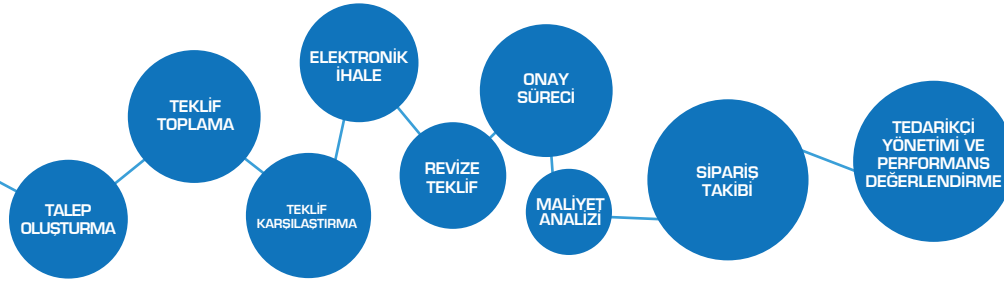 TALEP
OLUŞTURMA
TEKLİF
TOPLAMA
TEKLİF
KARŞILAŞTIRMA
ELEKTRONİK
İHALE
REVİZE
TEKLİF
ONAY
SÜRECİ
MALİYET
ANALİZİ
SİPARİŞ
TAKİBİ
TEDARİKÇİ
YÖNETİMİ VE
PERFORMANS
DEĞERLENDİRME